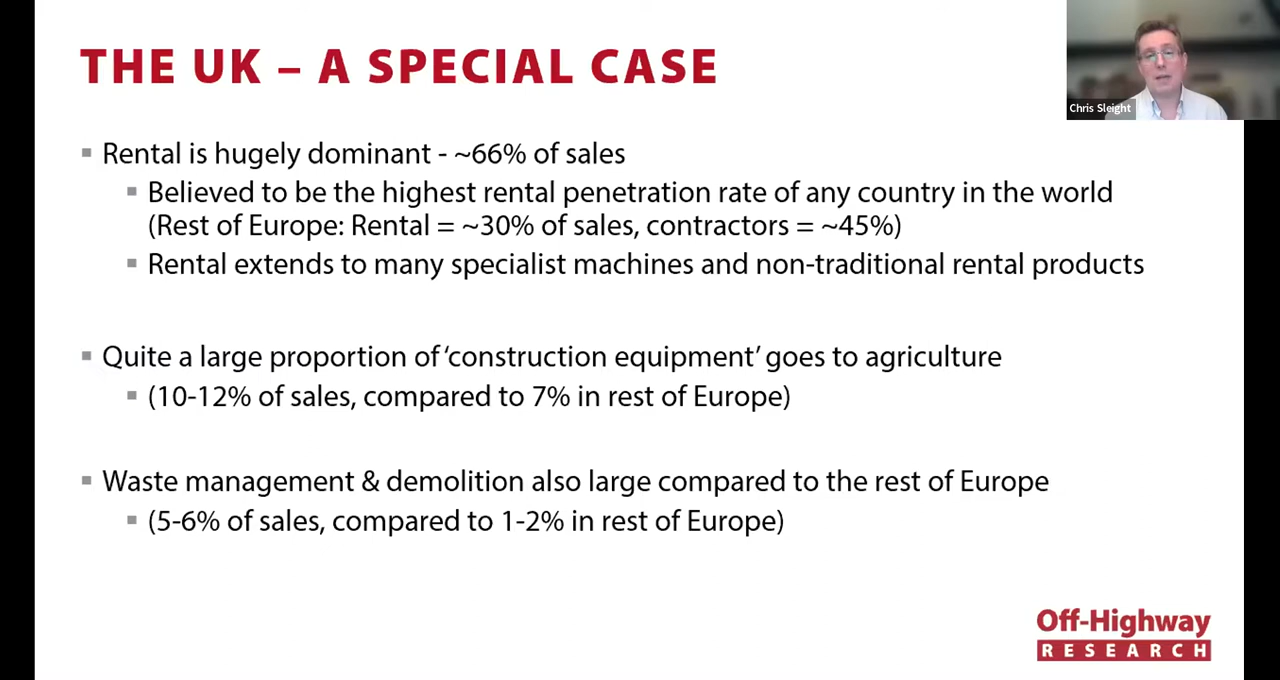 THE UK – A SPECIAL CASE
Chris Sleight
▪ Rental is hugely dominant - ~66% of sales
▪ Believed to be the highest rental penetration rate of any country in the world
(Rest of Europe: Rental = ~30% of sales, contractors = ~45%)
▪ Rental extends to many specialist machines and non-traditional rental products
▪ Quite a large proportion of ‘construction equipment’ goes to agriculture
▪ (10-12% of sales, compared to 7% in rest of Europe)
▪ Waste management & demolition also large compared to the rest of Europe
▪ (5-6% of sales, compared to 1-2% in rest of Europe)
Off-Highway
RESEARCH